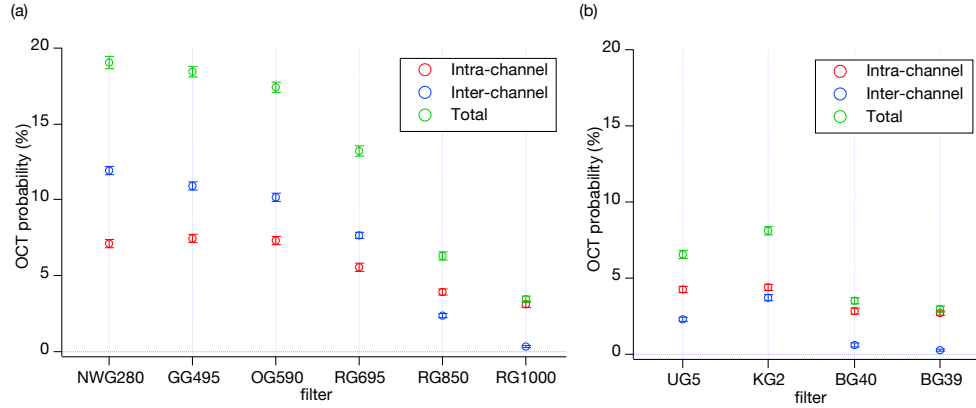 (a)
20
15
10
5
0
OCT probability (%)
Intra-channel
Inter-channel
Total
NWG280 GG495 OG590 RG695 RG850 RG1000
filter
(b)
20
15
10
5
0
OCT probability (%)
Intra-channel
Inter-channel
Total
UG5 KG2 BG40 BG39
filter